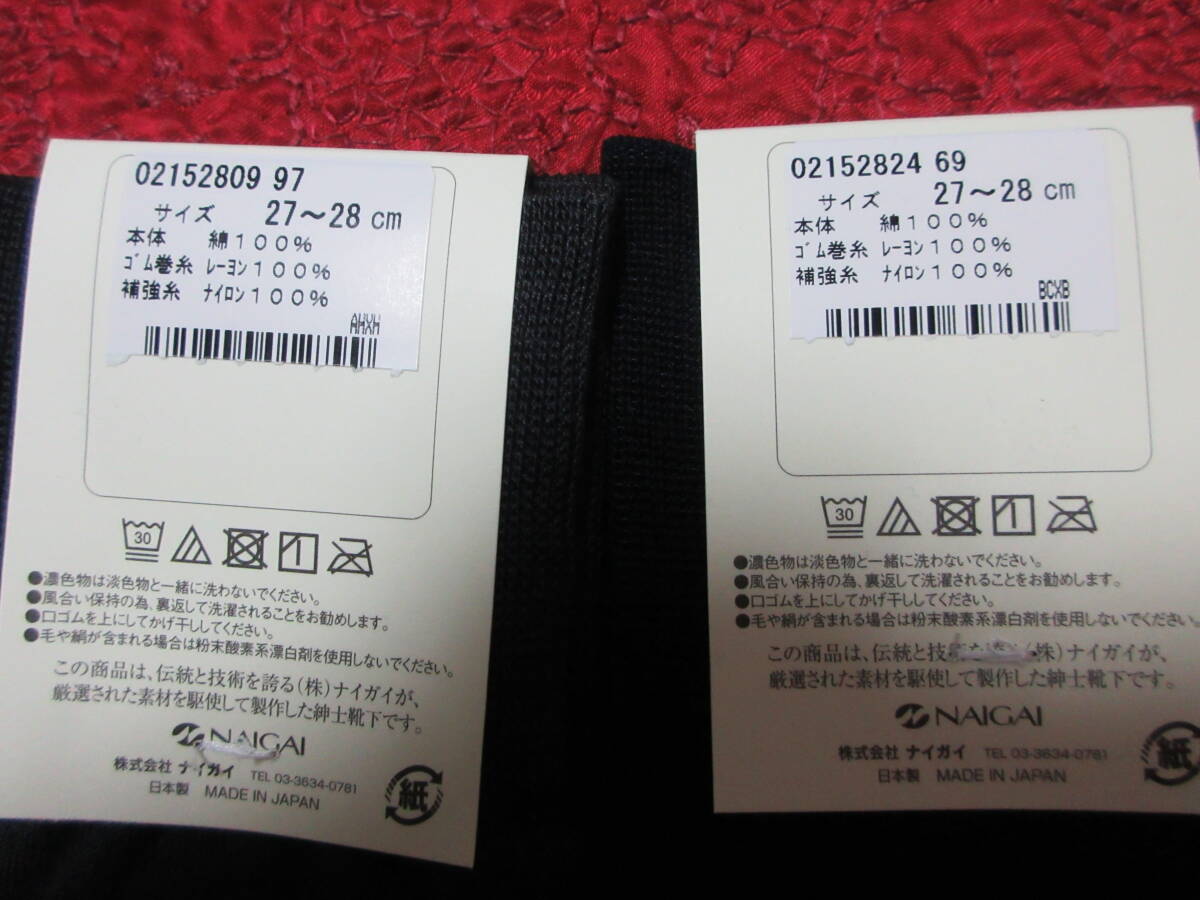 02152809 97
サイズ 27～28 cm
本体 綿１００％
ｺﾞﾑ巻糸 ﾚｰﾖﾝ１００％
補強糸 ﾅｲﾛﾝ１００％
AHXH
30
●濃色物は淡色物と一緒に洗わないでください。
●風合い保持の為、裏返して洗濯されることをお勧めします。
●口ゴムを上にしてかげ干ししてください。
●毛や絹が含まれる場合は粉末酸素系漂白剤を使用しないでください。
この商品は、伝統と技術を誇る(株)ナイガイが、
厳選された素材を駆使して製作した紳士靴下です。
NAIGAI
株式会社 ナイガイ TEL 03-3634-0781
日本製 MADE IN JAPAN
紙
02152824 69
サイズ 27～28 cm
本体 綿１００％
ｺﾞﾑ巻糸 ﾚｰﾖﾝ１００％
補強糸 ﾅｲﾛﾝ１００％
BCXB
30
●濃色物は淡色物と一緒に洗わないでください。
●風合い保持の為、裏返して洗濯されることをお勧めします。
●口ゴムを上にしてかげ干ししてください。
●毛や絹が含まれる場合は粉末酸素系漂白剤を使用しないでください。
この商品は、伝統と技 株)ナイガイが、
厳選された素材を駆使して製作した紳士靴下です。
NAIGAI
株式会社 ナイガイ TEL 03-3634-0781
日本製 MADE IN JAPAN
紙